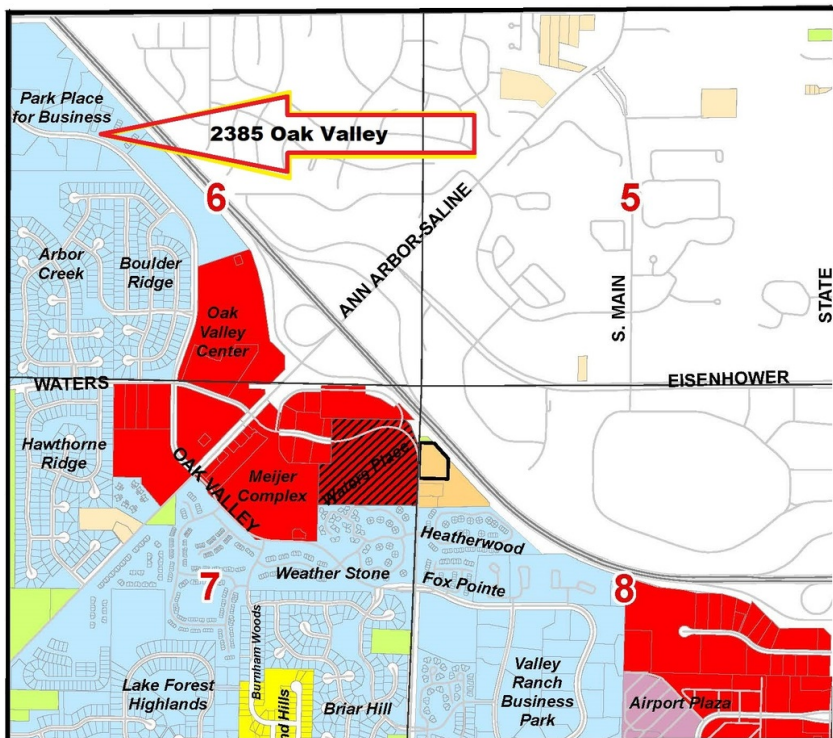 Park Place
for Business
2385 Oak Valley
6
5
ANN ARBOR-SALINE
S. MAIN
STATE
Arbor
Creek
Boulder
Ridge
Oak
Valley
Center
WATERS
EISENHOWER
Hawthorne
Ridge
OAK VALLEY
Meijer
Complex
Waters Place
Heatherwood
7
Weather Stone
Fox Pointe
8
Burnham Woods
Lake Forest
Highlands
nd Hills
Briar Hill
Valley
Ranch
Business
Park
Airport Plaza